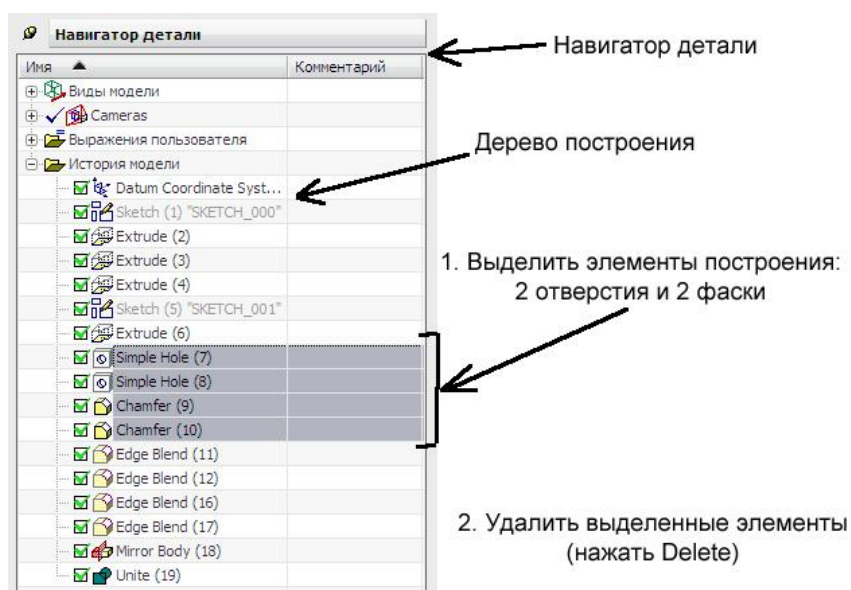 Навигатор детали
Имя Комментарий
Виды модели
Cameras
Выражения пользователя
История модели
Datum Coordinate Syst...
Sketch (1) "SKETCH_000"
Extrude (2)
Extrude (3)
Extrude (4)
Sketch (5) "SKETCH_001"
Extrude (6)
Simple Hole (7)
Simple Hole (8)
Chamfer (9)
Chamfer (10)
Edge Blend (11)
Edge Blend (12)
Edge Blend (16)
Edge Blend (17)
Mirror Body (18)
Unite (19)
Навигатор детали
Дерево построения
1. Выделить элементы построения:
2 отверстия и 2 фаски
2. Удалить выделенные элементы
(нажать Delete)